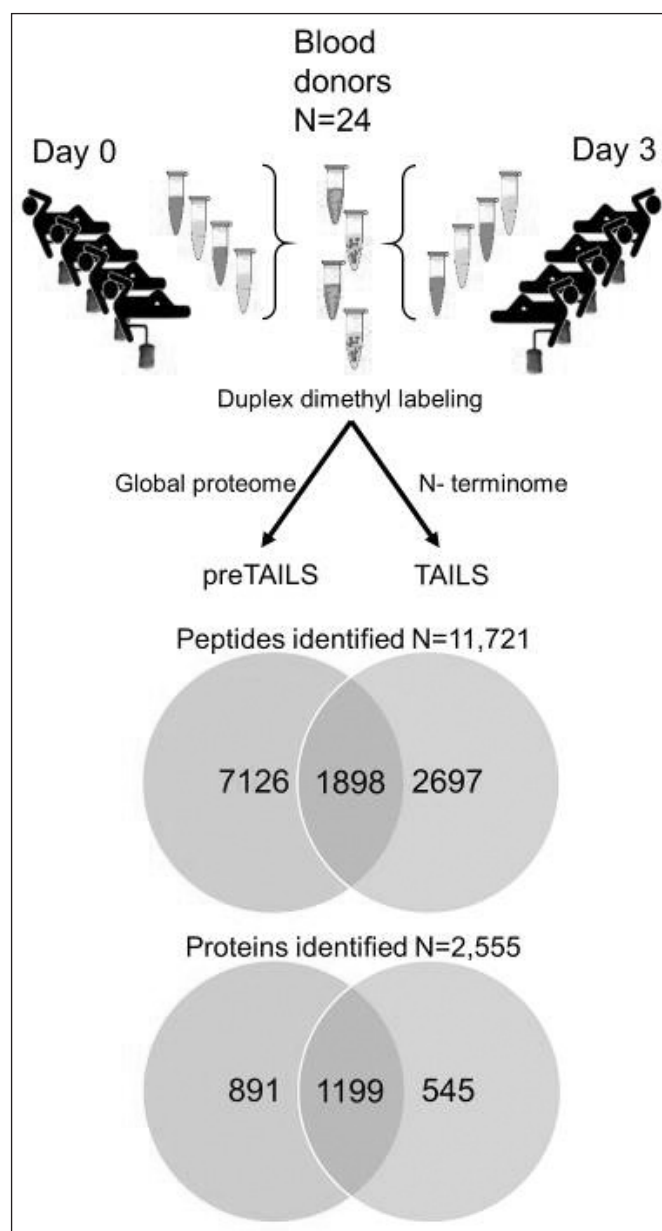 Blood
donors
N=24
Day 0
Day 3
Duplex dimethyl labeling
Global proteome
N- terminome
preTAILS
TAILS
Peptides identified N=11,721
7126
1898
2697
Proteins identified N=2,555
891
1199
545